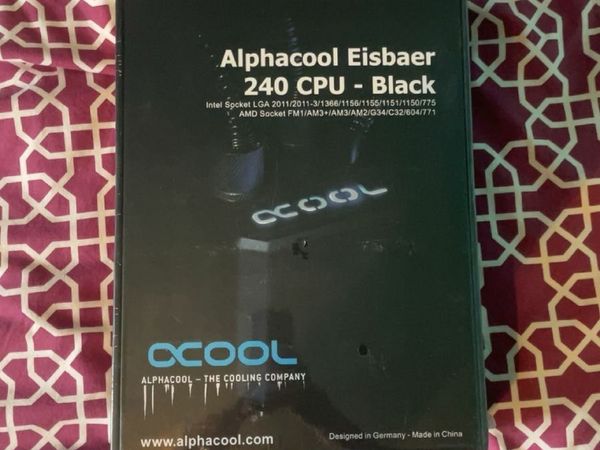 Alphacool Eisbaer
240 CPU - Black
Intel Socket LGA 2011/2011-3/1366/1156/1155/1151/1150/775
AMD Socket FM1/AM3+/AM3/AM2/G34/C32/604/771
COOL
COOL
ALPHACOOL – THE COOLING COMPANY
www.alphacool.com
Designed in Germany - Made in China